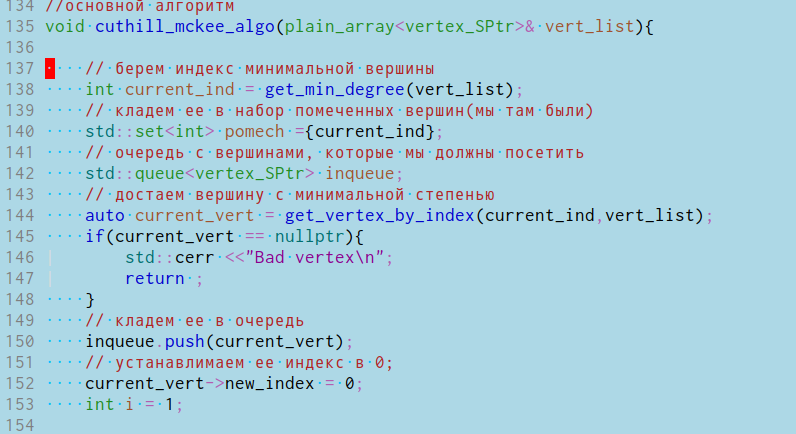 134 //основной алгоритм
135 void cuthill_mckee_algo(plain_array<vertex_SPtr>& vert_list){
136
137 // берем индекс минимальной вершины
138 int current_ind = get_min_degree(vert_list);
139 // кладем ее в набор помеченных вершин(мы там были)
140 std::set<int> pomech ={current_ind};
141 // очередь с вершинами, которые мы должны посетить
142 std::queue<vertex_SPtr> inqueue;
143 // достаем вершину с минимальной степенью
144 auto current_vert = get_vertex_by_index(current_ind,vert_list);
145 if(current_vert == nullptr){
146 std::cerr <<"Bad vertex\n";
147 return ;
148 }
149 // кладем ее в очередь
150 inqueue.push(current_vert);
151 // устанавлимаем ее индекс в 0;
152 current_vert->new_index = 0;
153 int i = 1;
154